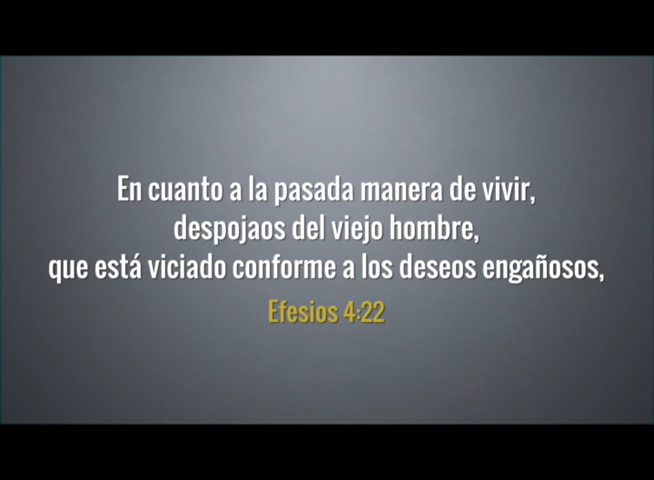 En cuanto a la pasada manera de vivir,
despojaos del viejo hombre,
que está viciado conforme a los deseos engañosos,
Efesios 4:22